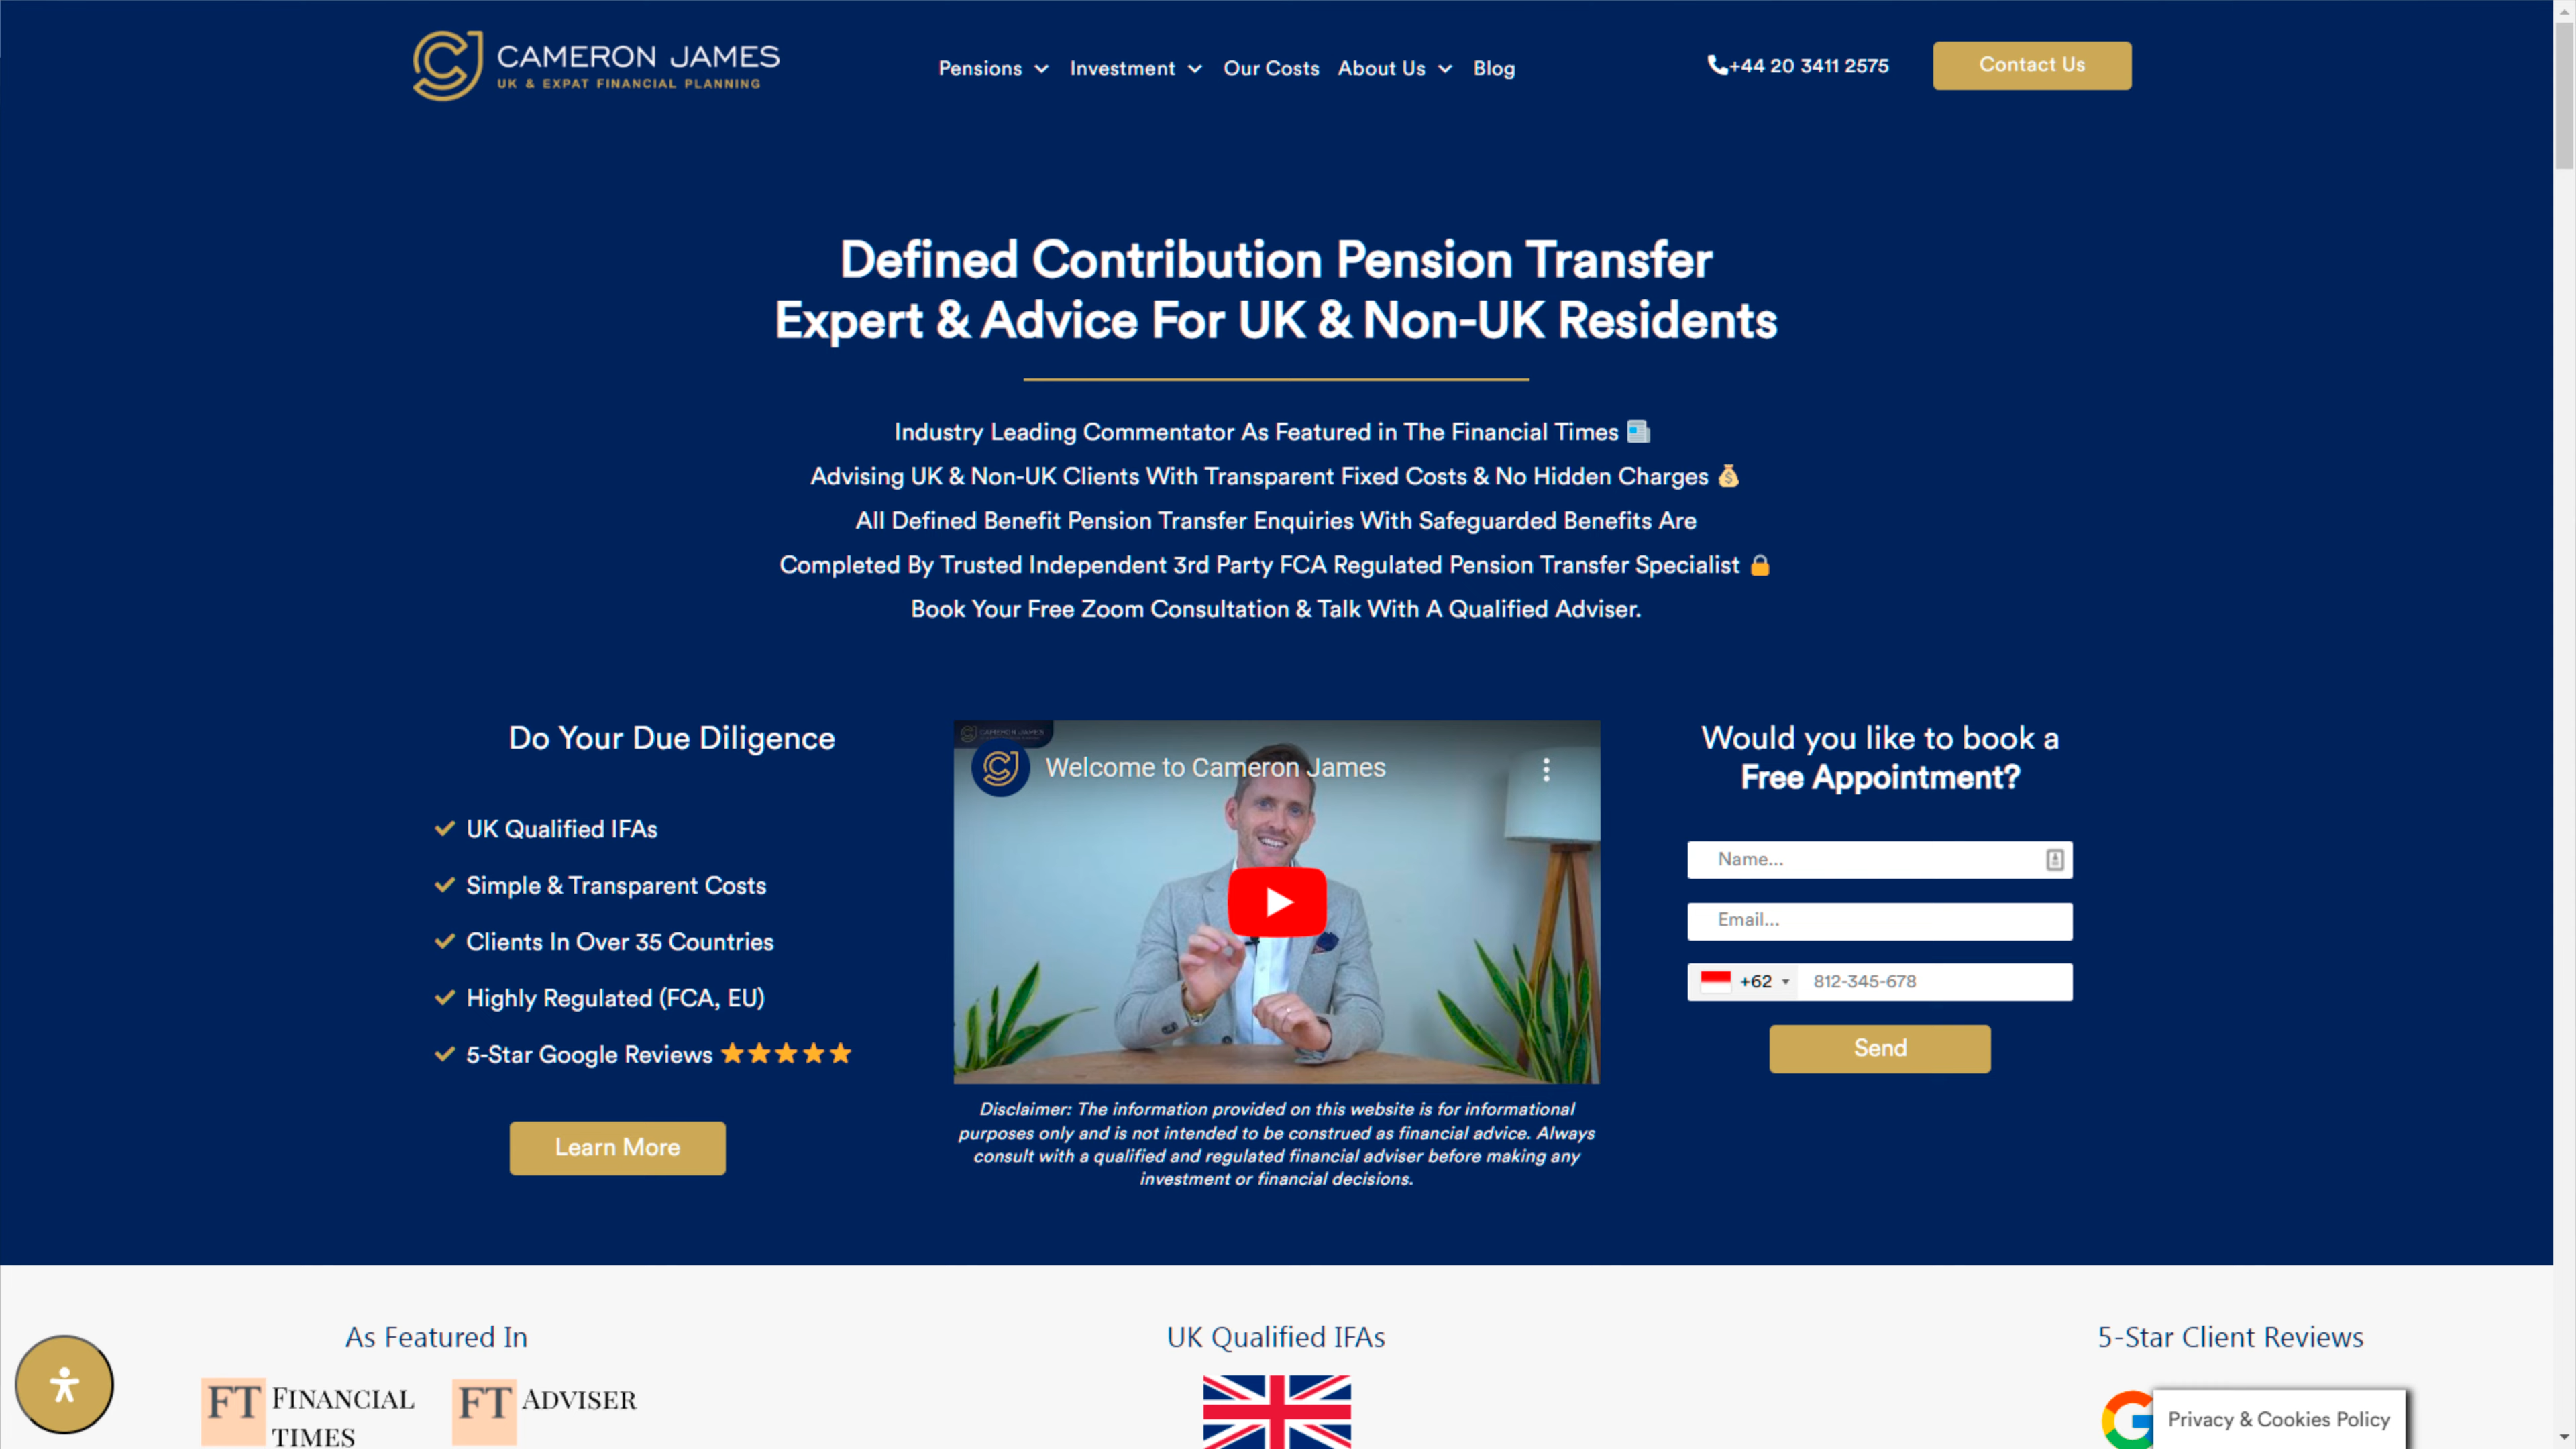 CAMERON JAMES
UK & EXPAT FINANCIAL PLANNING
Pensions
Investment
Our Costs
About Us
Blog
+44 20 3411 2575
Contact Us
Defined Contribution Pension Transfer
Expert & Advice For UK & Non-UK Residents
Industry Leading Commentator As Featured in The Financial Times
Advising UK & Non-UK Clients With Transparent Fixed Costs & No Hidden Charges
All Defined Benefit Pension Transfer Enquiries With Safeguarded Benefits Are
Completed By Trusted Independent 3rd Party FCA Regulated Pension Transfer Specialist
Book Your Free Zoom Consultation & Talk With A Qualified Adviser.
Do Your Due Diligence
UK Qualified IFAs
Simple & Transparent Costs
Clients In Over 35 Countries
Highly Regulated (FCA, EU)
5-Star Google Reviews
Learn More
CAMERON JAMES
Welcome to Cameron James
Disclaimer: The information provided on this website is for informational
purposes only and is not intended to be construed as financial advice. Always
consult with a qualified and regulated financial adviser before making any
investment or financial decisions.
Would you like to book a
Free Appointment?
Name...
Email...
+62
812-345-678
Send
As Featured In
FT FINANCIAL
TIMES
FT ADVISER
UK Qualified IFAs
5-Star Client Reviews
Privacy & Cookies Policy